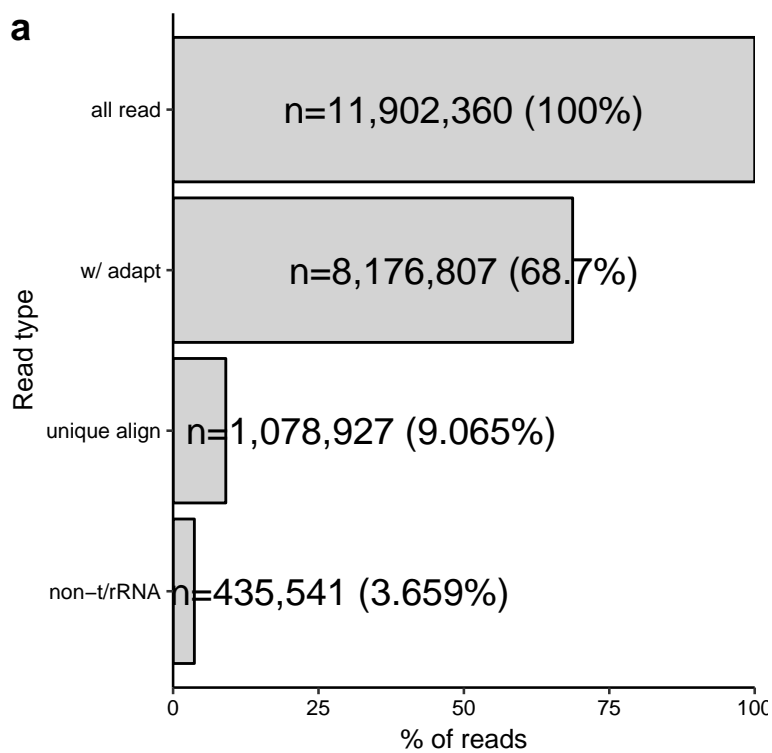 a
all read
n=11,902,360 (100%)
w/ adapt
n=8,176,807 (68.7%)
Read type
unique align
n=1,078,927 (9.065%)
non−t/rRNA
n=435,541 (3.659%)
0 25 50 75 100
% of reads